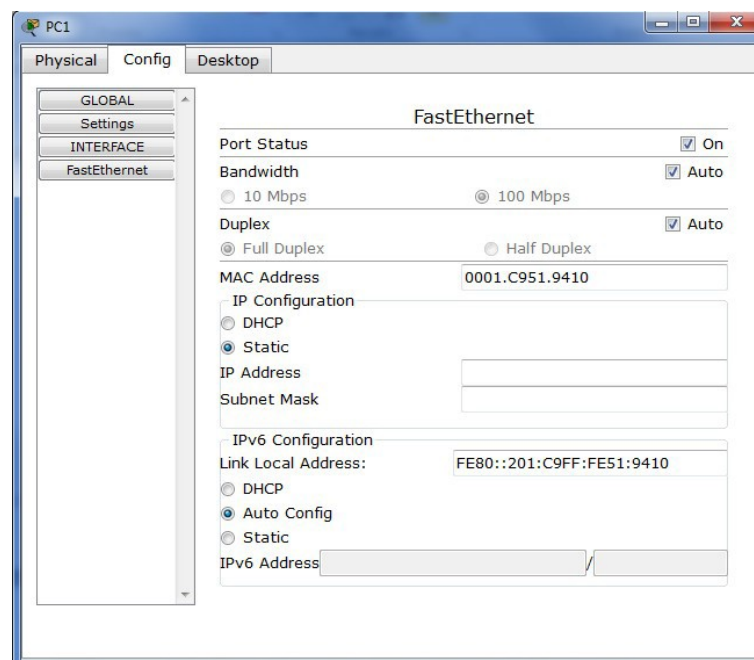 PC1
Physical Config Desktop
GLOBAL
Settings
INTERFACE
FastEthernet
FastEthernet
Port Status On
Bandwidth Auto
10 Mbps 100 Mbps
Duplex Auto
Full Duplex Half Duplex
MAC Address 0001.C951.9410
IP Configuration
DHCP
Static
IP Address
Subnet Mask
IPv6 Configuration
Link Local Address: FE80::201:C9FF:FE51:9410
DHCP
Auto Config
Static
IPv6 Address /